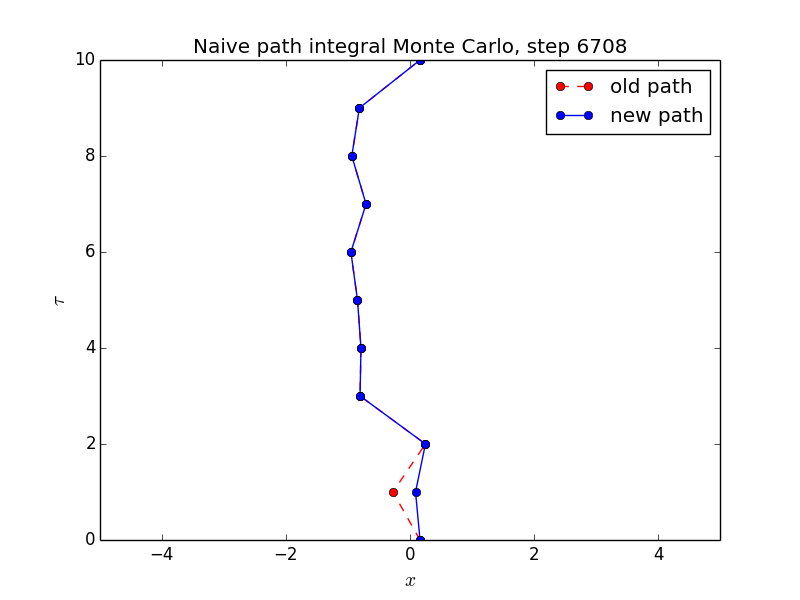 Naive path integral Monte Carlo, step 6708
old path
new path
10
8
6
4
2
0
τ
−4
−2
0
2
4
x